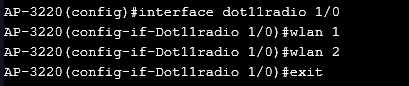 AP-3220(config)#interface dot11radio 1/0
AP-3220(config-if-Dot11radio 1/0)#wlan 1
AP-3220(config-if-Dot11radio 1/0)#wlan 2
AP-3220(config-if-Dot11radio 1/0)#exit